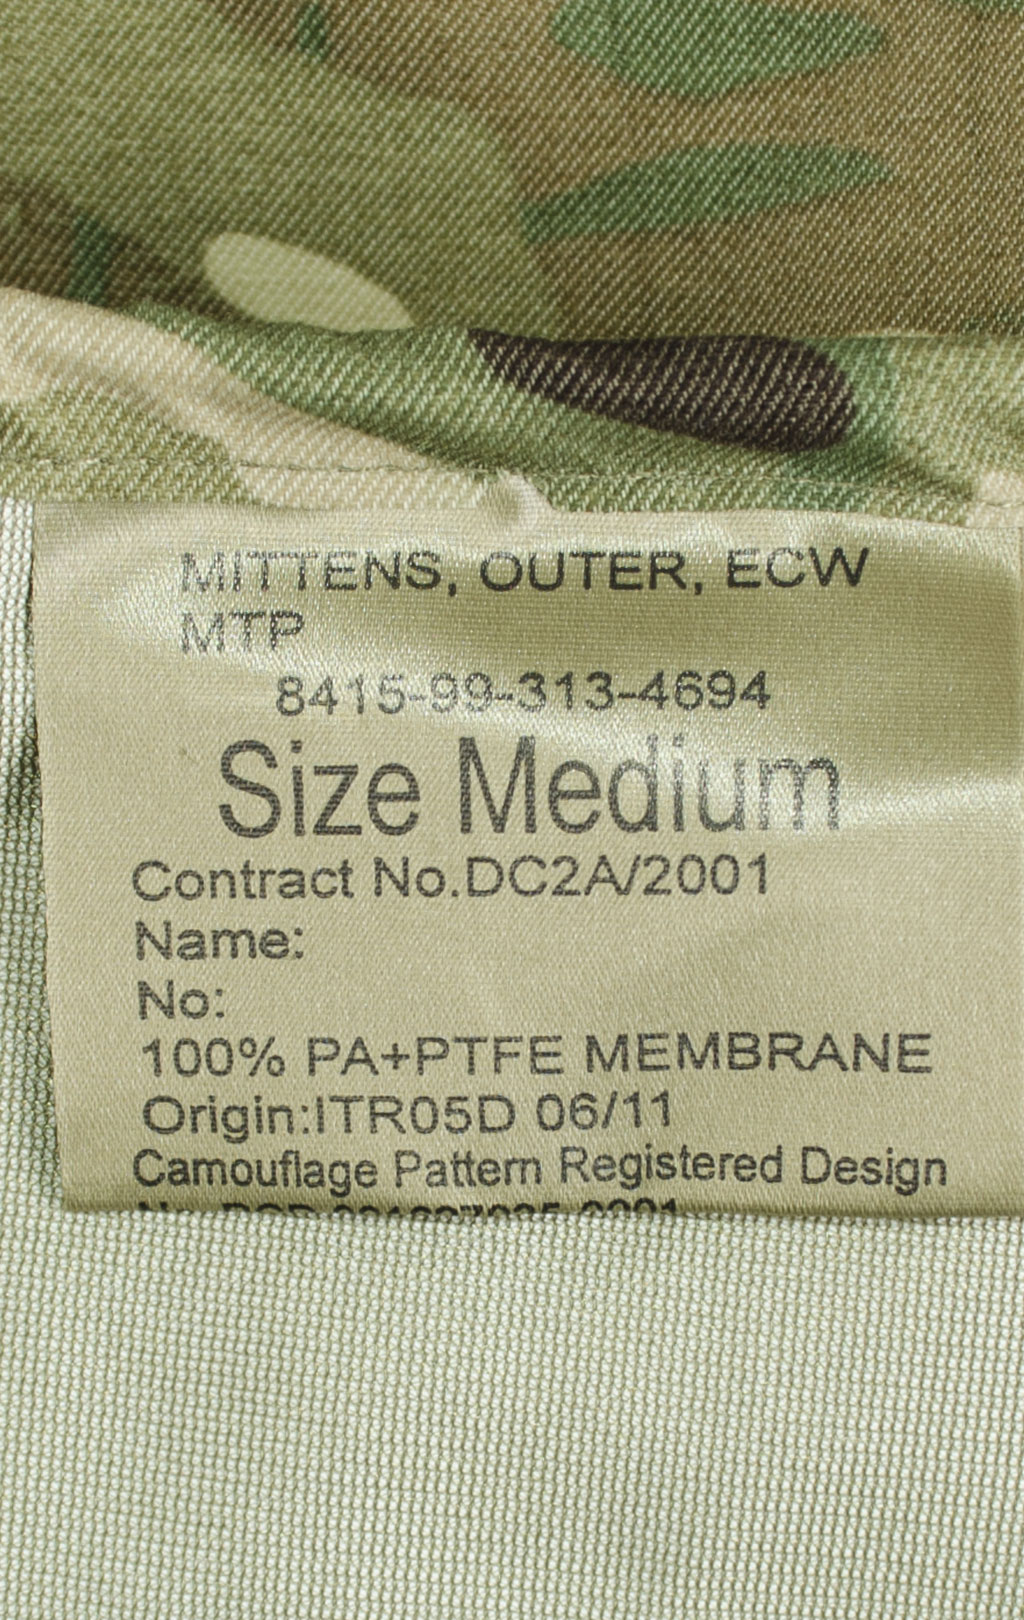 MITTENS, OUTER, ECW
MTP
8415-99-313-4694
Size Medium
Contract No.DC2A/2001
Name:
No:
100% PA+PTFE MEMBRANE
Origin:ITR05D 06/11
Camouflage Pattern Registered Design
No.